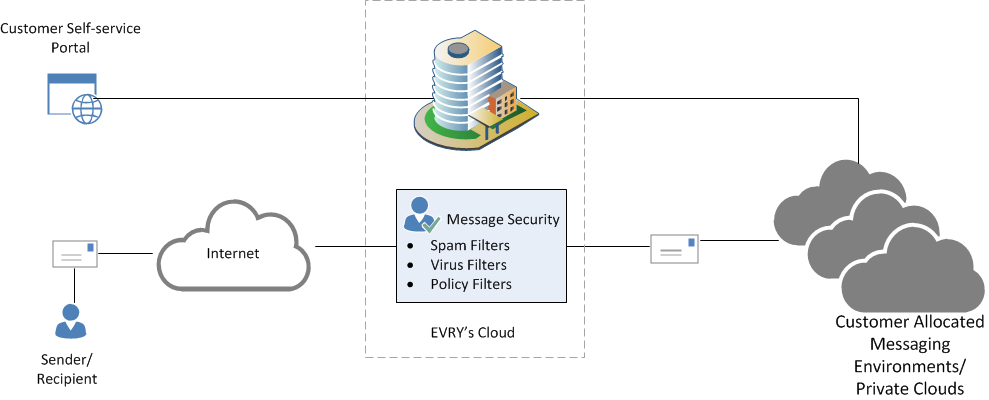 Customer Self-service
Portal
Internet
Message Security
• Spam Filters
• Virus Filters
• Policy Filters
EVRY's Cloud
Sender/
Recipient
Customer Allocated
Messaging
Environments/
Private Clouds